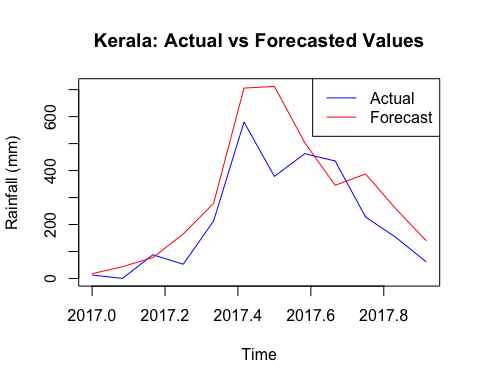 Kerala: Actual vs Forecasted Values
Actual
Forecast
Rainfall (mm)
600
400
200
0
2017.0 2017.2 2017.4 2017.6 2017.8
Time